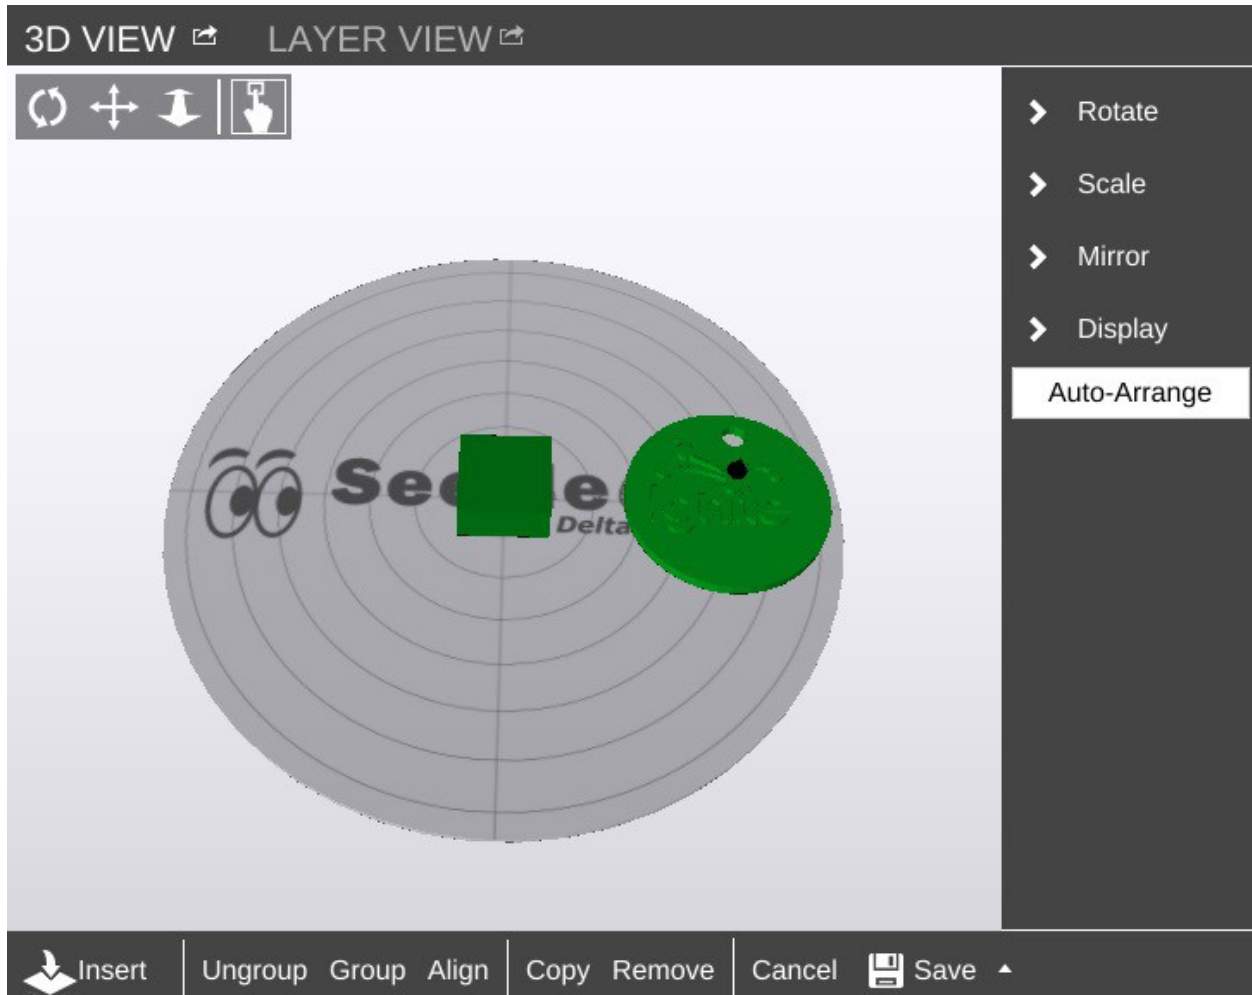 3D VIEW LAYER VIEW
Rotate
Scale
Mirror
Display
Auto-Arrange
Delta
Ignite
Insert Ungroup Group Align Copy Remove Cancel Save